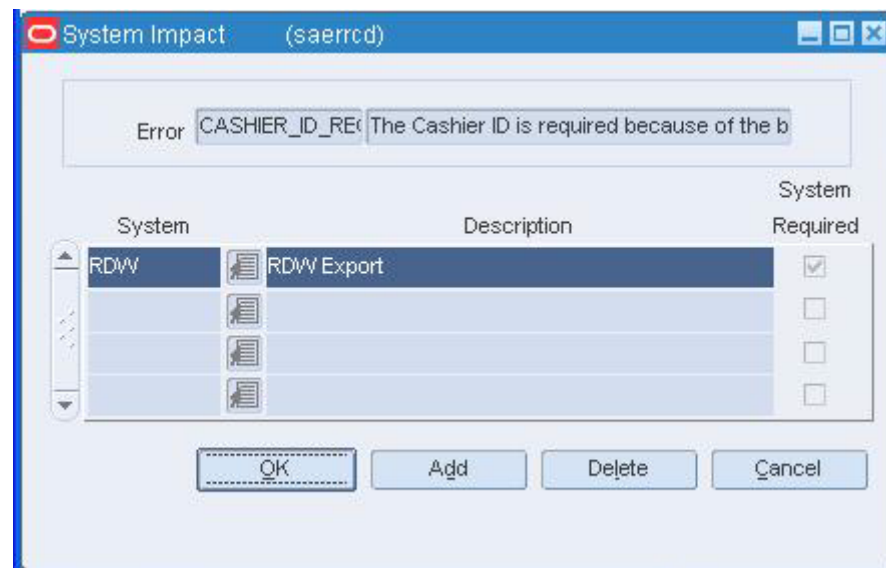 System Impact (saerrcd)
Error CASHIER_ID_RE The Cashier ID is required because of the b
System
System Description Required
RDW RDW Export
OK Add Delete Cancel